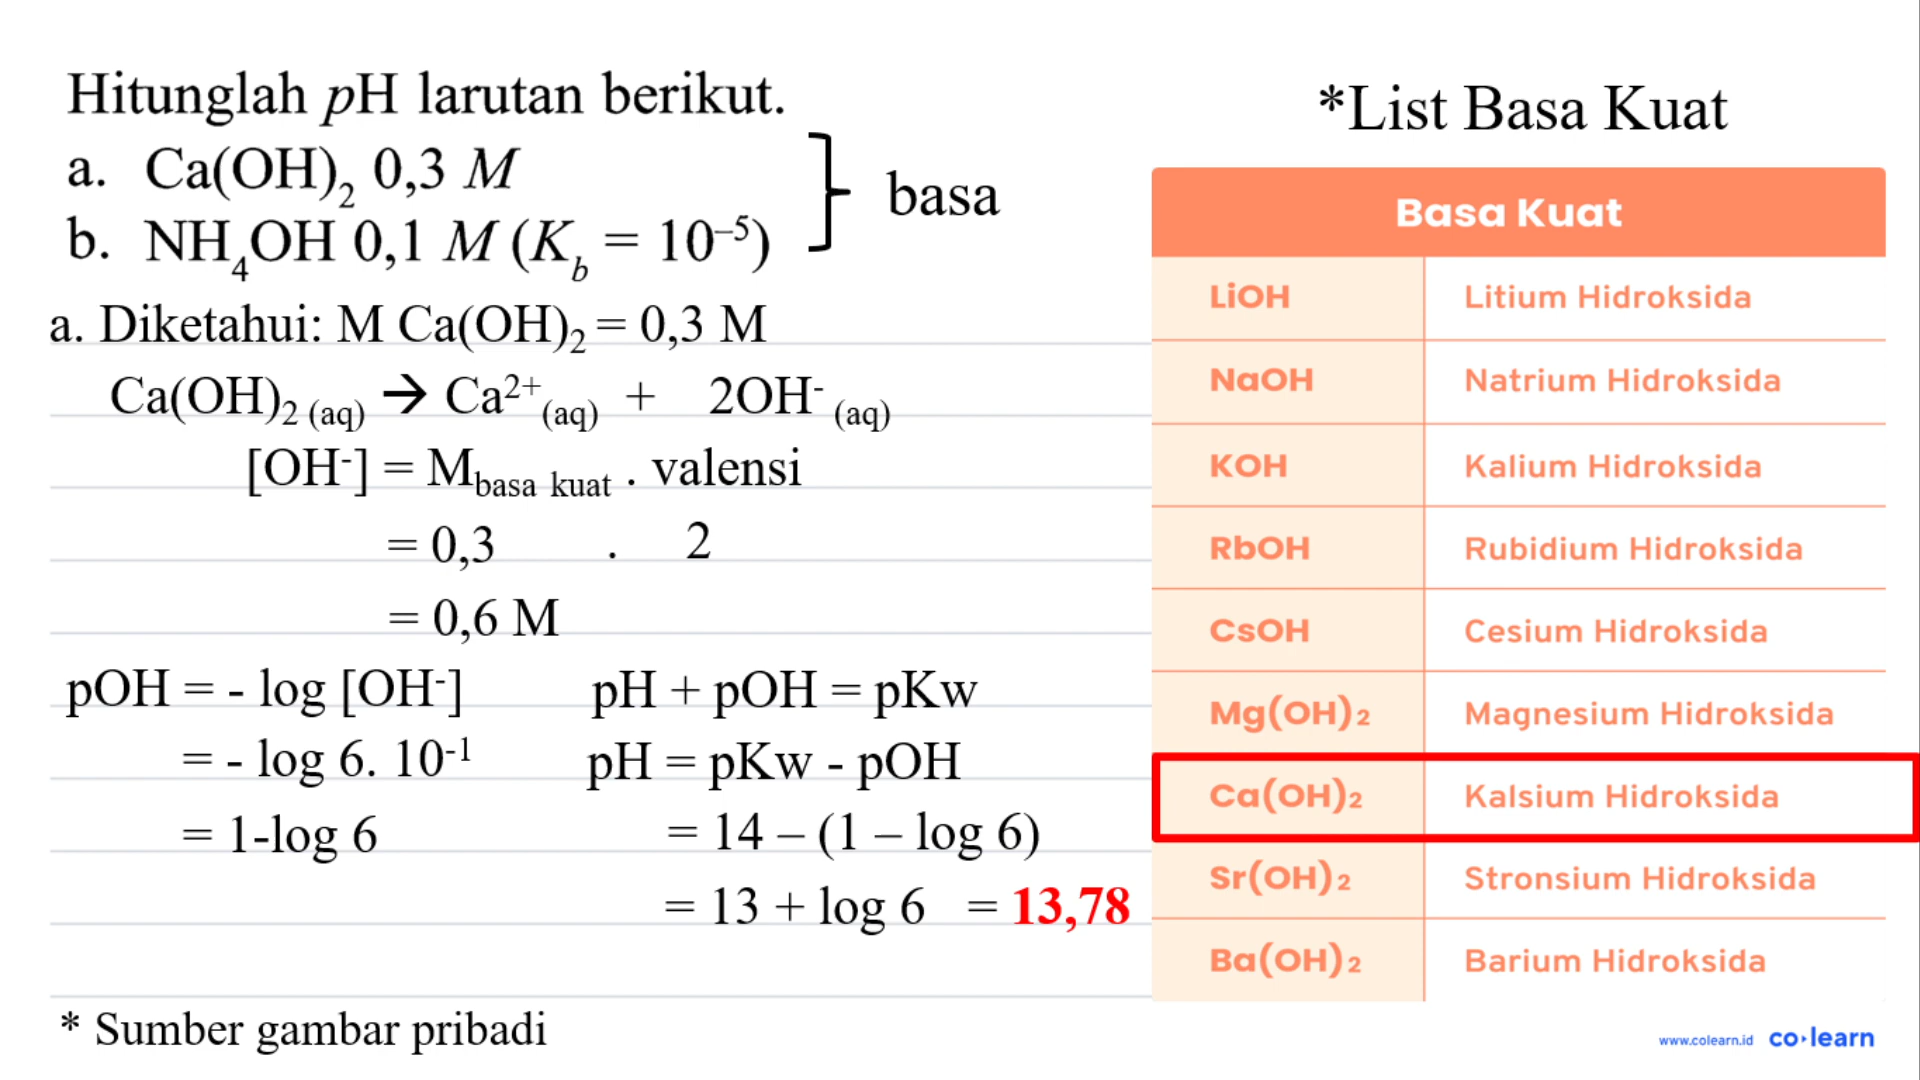 Hitunglah pH larutan berikut.
a. Ca(OH)₂ 0,3 M
b. NH₄OH 0,1 M (K_b = 10⁻⁵)
basa
a. Diketahui: M Ca(OH)₂ = 0,3 M
Ca(OH)₂ (aq) → Ca²⁺ (aq) + 2OH⁻ (aq)
[OH⁻] = M basa kuat . valensi
= 0,3 . 2
= 0,6 M
pOH = - log [OH⁻]
= - log 6. 10⁻¹
= 1-log 6
pH + pOH = pKw
pH = pKw - pOH
= 14 – (1 – log 6)
= 13 + log 6 = 13,78
* Sumber gambar pribadi
*List Basa Kuat
Basa Kuat
LiOH Litium Hidroksida
NaOH Natrium Hidroksida
KOH Kalium Hidroksida
RbOH Rubidium Hidroksida
CsOH Cesium Hidroksida
Mg(OH)₂ Magnesium Hidroksida
Ca(OH)₂ Kalsium Hidroksida
Sr(OH)₂ Stronsium Hidroksida
Ba(OH)₂ Barium Hidroksida
www.colearn.id co·learn